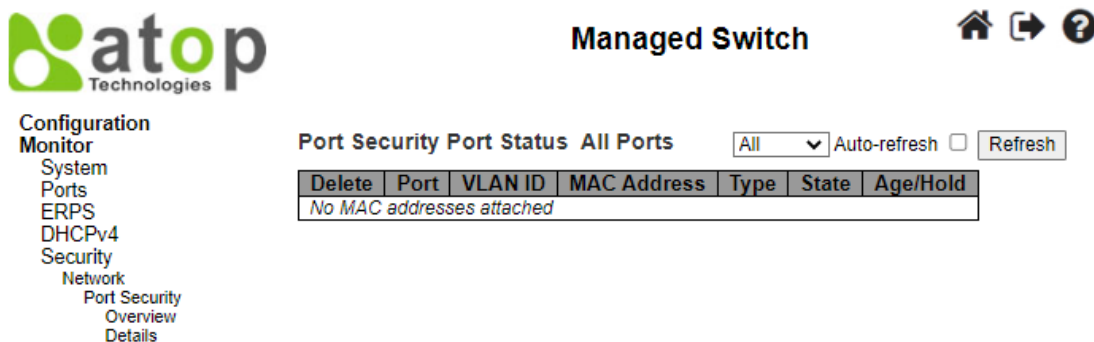 atop
Technologies
Managed Switch
?
Configuration
Monitor
System
Ports
ERPS
DHCPv4
Security
Network
Port Security
Overview
Details
Port Security Port Status All Ports
All Auto-refresh Refresh
Delete Port VLAN ID MAC Address Type State Age/Hold
No MAC addresses attached